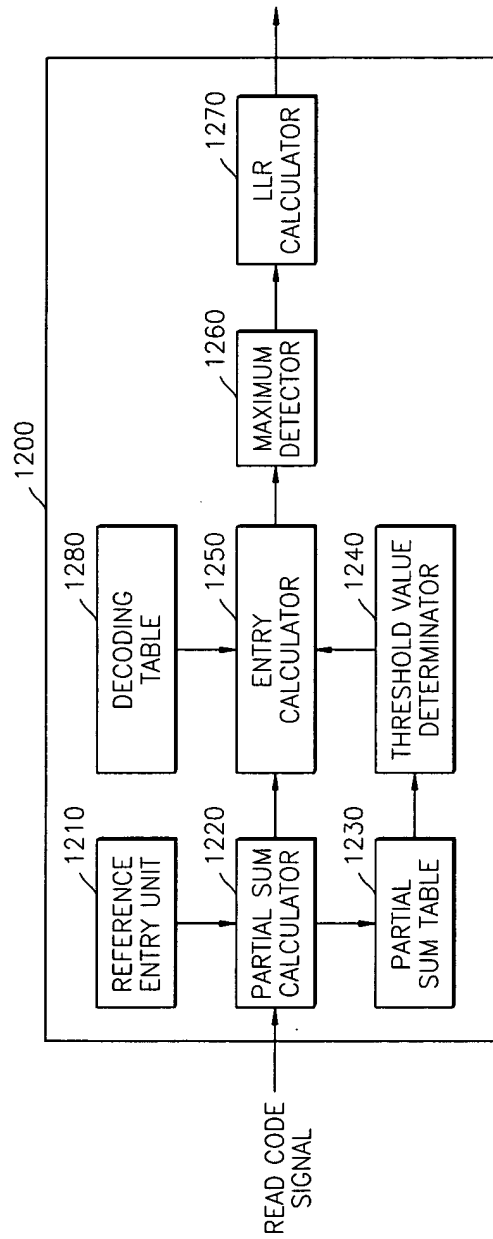 1200
1210
REFERENCE
ENTRY UNIT
1280
DECODING
TABLE
READ CODE
SIGNAL
1220
PARTIAL SUM
CALCULATOR
1250
ENTRY
CALCULATOR
1260
MAXIMUM
DETECTOR
1270
LLR
CALCULATOR
1230
PARTIAL
SUM TABLE
1240
THRESHOLD VALUE
DETERMINATOR